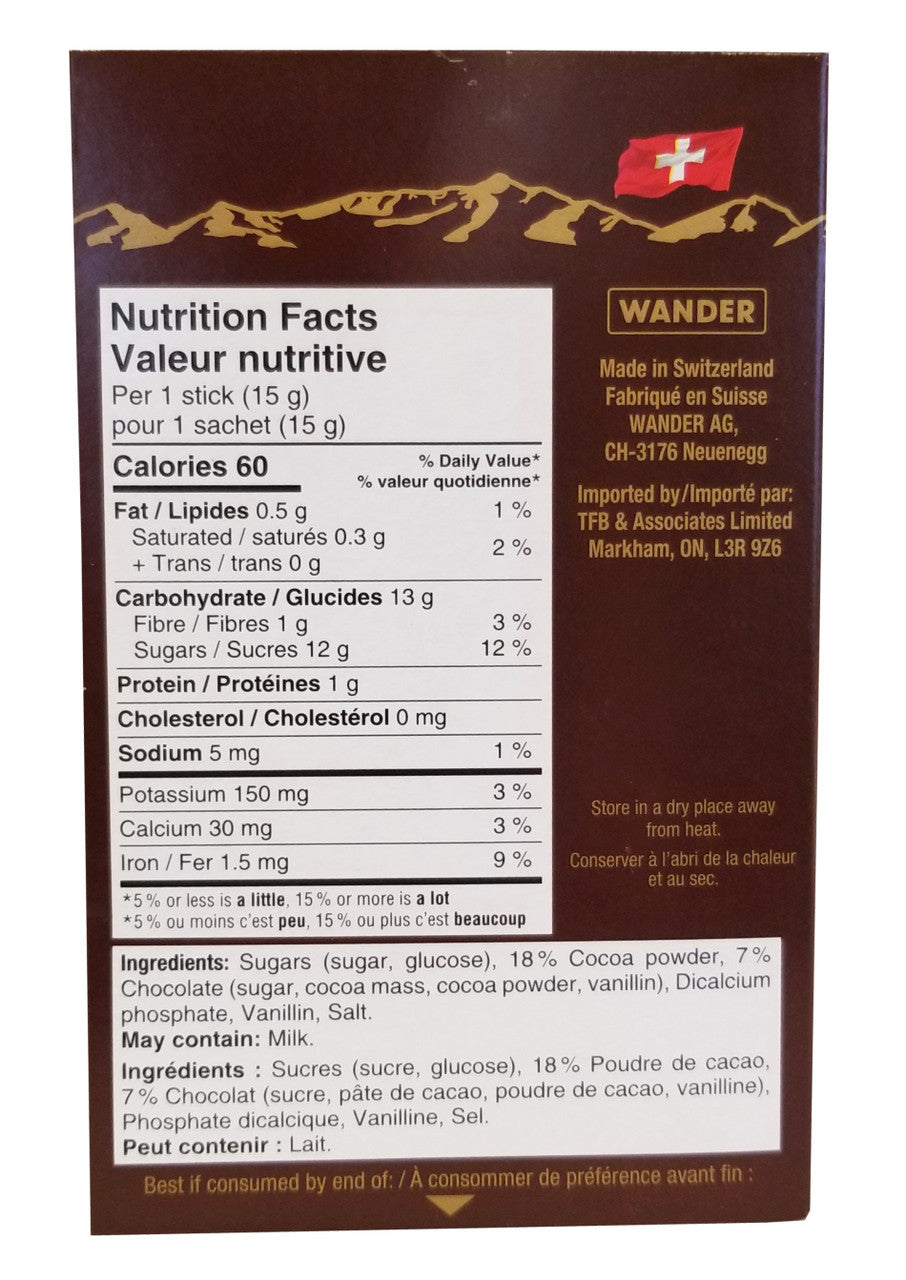 Nutrition Facts
Valeur nutritive
Per 1 stick (15 g)
pour 1 sachet (15 g)
Calories 60
% Daily Value*
% valeur quotidienne*
Fat / Lipides 0.5 g 1 %
Saturated / saturés 0.3 g
+ Trans / trans 0 g
2 %
Carbohydrate / Glucides 13 g
Fibre / Fibres 1 g 3 %
Sugars / Sucres 12 g 12 %
Protein / Protéines 1 g
Cholesterol / Cholestérol 0 mg
Sodium 5 mg 1 %
Potassium 150 mg 3 %
Calcium 30 mg 3 %
Iron / Fer 1.5 mg 9 %
*5 % or less is a little, 15 % or more is a lot
*5 % ou moins c'est peu, 15 % ou plus c'est beaucoup
WANDER
Made in Switzerland
Fabriqué en Suisse
WANDER AG,
CH-3176 Neuenegg
Imported by/Importé par:
TFB & Associates Limited
Markham, ON, L3R 9Z6
Store in a dry place away
from heat.
Conserver à l'abri de la chaleur
et au sec.
Ingredients: Sugars (sugar, glucose), 18 % Cocoa powder, 7 %
Chocolate (sugar, cocoa mass, cocoa powder, vanillin), Dicalcium
phosphate, Vanillin, Salt.
May contain: Milk.
Ingrédients : Sucres (sucre, glucose), 18 % Poudre de cacao,
7 % Chocolat (sucre, pâte de cacao, poudre de cacao, vanilline),
Phosphate dicalcique, Vanilline, Sel.
Peut contenir : Lait.
Best if consumed by end of: / À consommer de préférence avant fin :